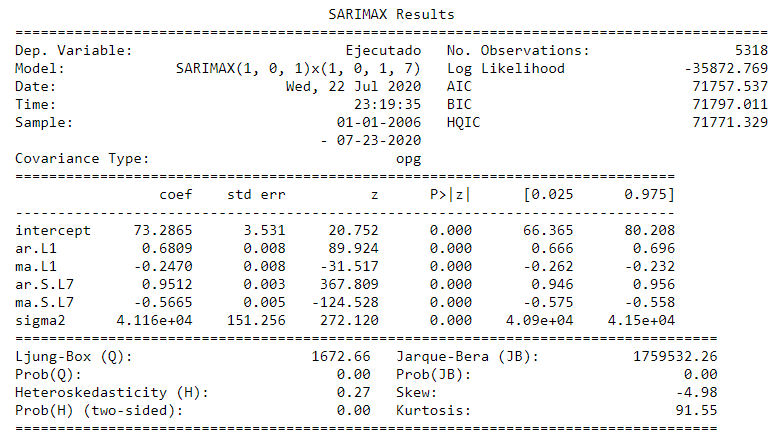 SARIMAX Results
==============================================================================
Dep. Variable: Ejecutado No. Observations: 5318
Model: SARIMAX(1, 0, 1)x(1, 0, 1, 7) Log Likelihood -35872.769
Date: Wed, 22 Jul 2020 AIC 71757.537
Time: 23:19:35 BIC 71797.011
Sample: 01-01-2006 HQIC 71771.329
- 07-23-2020
Covariance Type: opg
==============================================================================
coef std err z P>|z| [0.025 0.975]
------------------------------------------------------------------------------
intercept 73.2865 3.531 20.752 0.000 66.365 80.208
ar.L1 0.6809 0.008 89.924 0.000 0.666 0.696
ma.L1 -0.2470 0.008 -31.517 0.000 -0.262 -0.232
ar.S.L7 0.9512 0.003 367.809 0.000 0.946 0.956
ma.S.L7 -0.5665 0.005 -124.528 0.000 -0.575 -0.558
sigma2 4.116e+04 151.256 272.120 0.000 4.09e+04 4.15e+04
==============================================================================
Ljung-Box (Q): 1672.66 Jarque-Bera (JB): 1759532.26
Prob(Q): 0.00 Prob(JB): 0.00
Heteroskedasticity (H): 0.27 Skew: -4.98
Prob(H) (two-sided): 0.00 Kurtosis: 91.55
==============================================================================